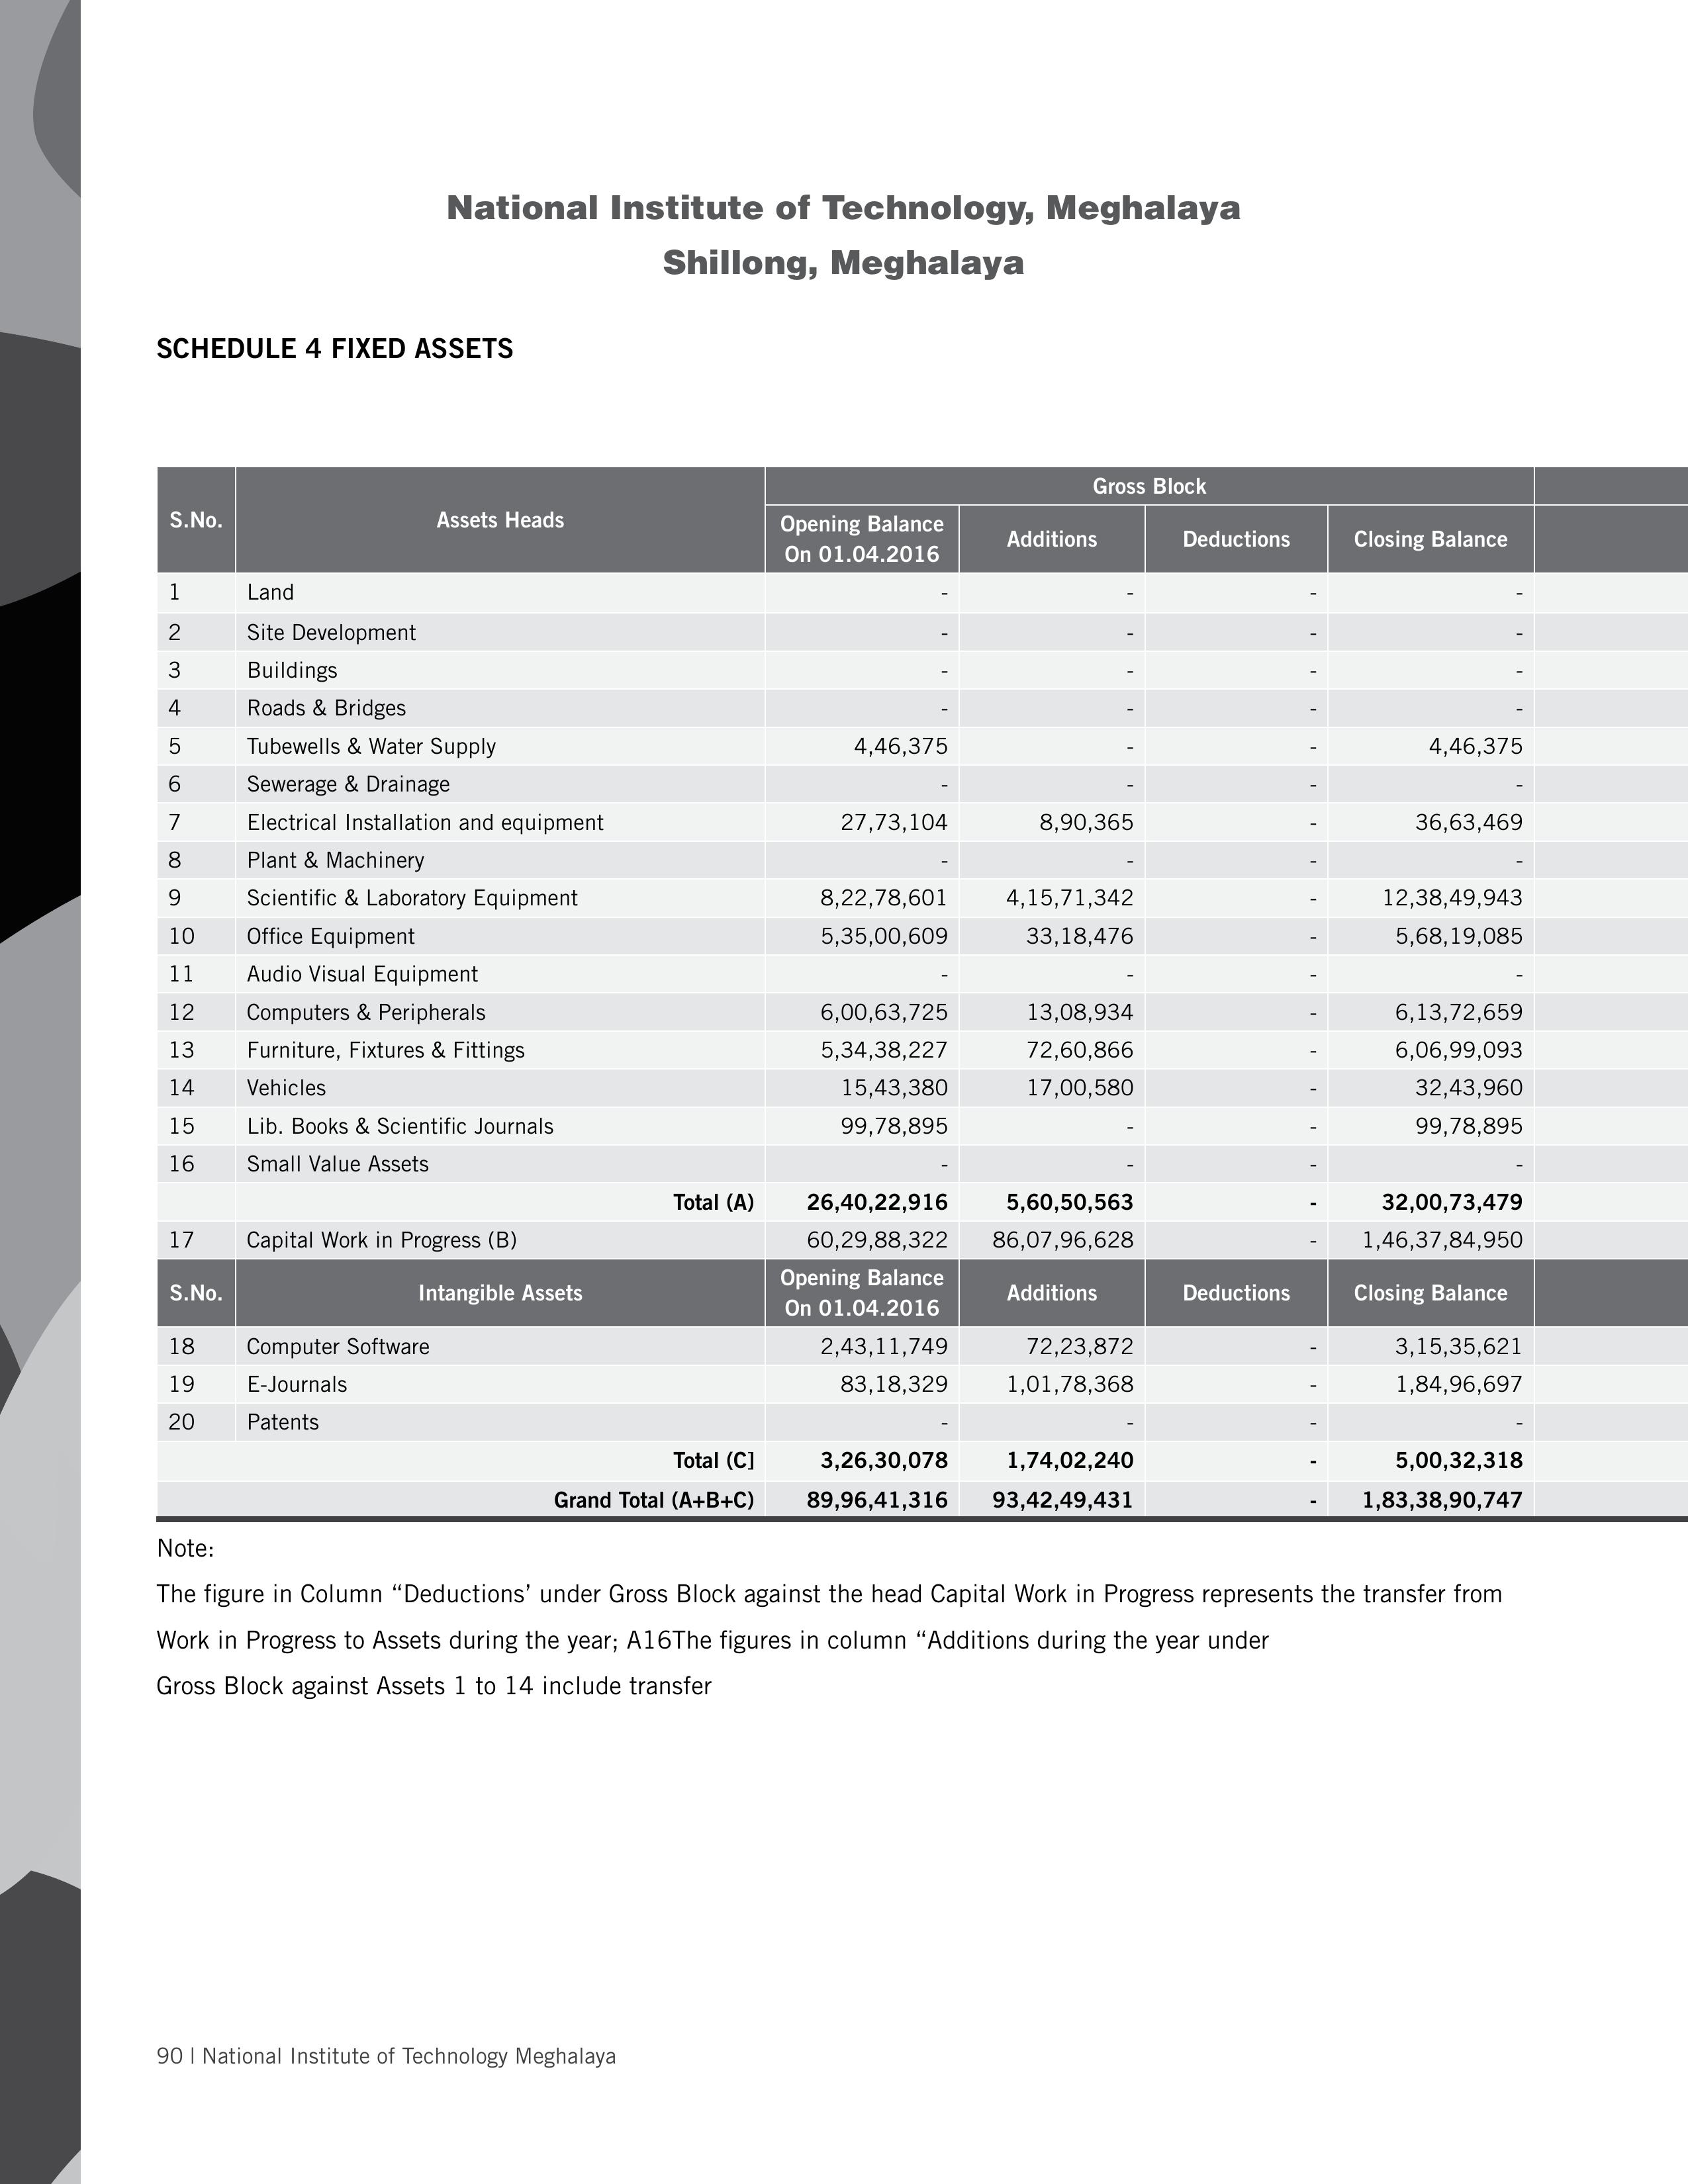 National Institute of Technology, Meghalaya
Shillong, Meghalaya
SCHEDULE 4 FIXED ASSETS
S.No. Assets Heads Gross Block
Opening Balance On 01.04.2016 Additions Deductions Closing Balance
1 Land - - - -
2 Site Development - - - -
3 Buildings - - - -
4 Roads & Bridges - - - -
5 Tubewells & Water Supply 4,46,375 - - 4,46,375
6 Sewerage & Drainage - - - -
7 Electrical Installation and equipment 27,73,104 8,90,365 - 36,63,469
8 Plant & Machinery - - - -
9 Scientific & Laboratory Equipment 8,22,78,601 4,15,71,342 - 12,38,49,943
10 Office Equipment 5,35,00,609 33,18,476 - 5,68,19,085
11 Audio Visual Equipment - - - -
12 Computers & Peripherals 6,00,63,725 13,08,934 - 6,13,72,659
13 Furniture, Fixtures & Fittings 5,34,38,227 72,60,866 - 6,06,99,093
14 Vehicles 15,43,380 17,00,580 - 32,43,960
15 Lib. Books & Scientific Journals 99,78,895 - - 99,78,895
16 Small Value Assets - - - -
Total (A) 26,40,22,916 5,60,50,563 - 32,00,73,479
17 Capital Work in Progress (B) 60,29,88,322 86,07,96,628 - 1,46,37,84,950
S.No. Intangible Assets Opening Balance On 01.04.2016 Additions Deductions Closing Balance
18 Computer Software 2,43,11,749 72,23,872 - 3,15,35,621
19 E-Journals 83,18,329 1,01,78,368 - 1,84,96,697
20 Patents - - - -
Total (C] 3,26,30,078 1,74,02,240 - 5,00,32,318
Grand Total (A+B+C) 89,96,41,316 93,42,49,431 - 1,83,38,90,747
Note:
The figure in Column “Deductions’ under Gross Block against the head Capital Work in Progress represents the transfer from
Work in Progress to Assets during the year; A16The figures in column “Additions during the year under
Gross Block against Assets 1 to 14 include transfer
90 | National Institute of Technology Meghalaya